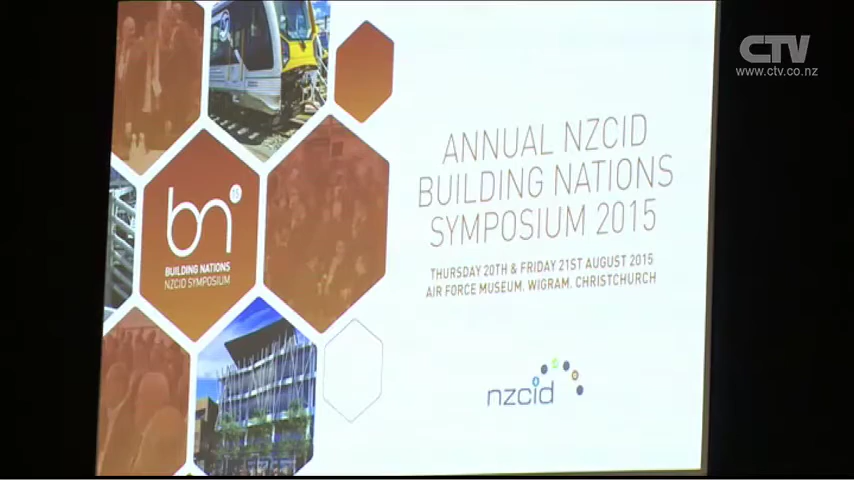 CTV
www.ctv.co.nz
ANNUAL NZCID
BUILDING NATIONS
SYMPOSIUM 2015
THURSDAY 20TH & FRIDAY 21ST AUGUST 2015
AIR FORCE MUSEUM, WIGRAM, CHRISTCHURCH
bn 15
BUILDING NATIONS
NZCID SYMPOSIUM
nzcid